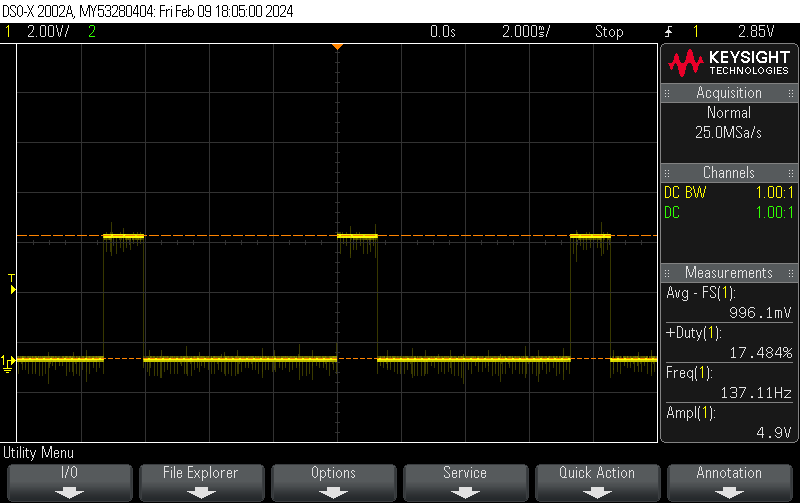 DSO-X 2002A, MY53280404: Fri Feb 09 18:05:00 2024
1 2.00V/ 2 0.0s 2.000ms/ Stop 1 2.85V
KEYSIGHT
TECHNOLOGIES
Acquisition
Normal
25.0MSa/s
Channels
DC BW 1.00:1
DC 1.00:1
Measurements
Avg - FS(1):
996.1mV
+Duty(1):
17.484%
Freq(1):
137.11Hz
Ampl(1):
4.9V
T
1
Utility Menu
I/O
File Explorer
Options
Service
Quick Action
Annotation